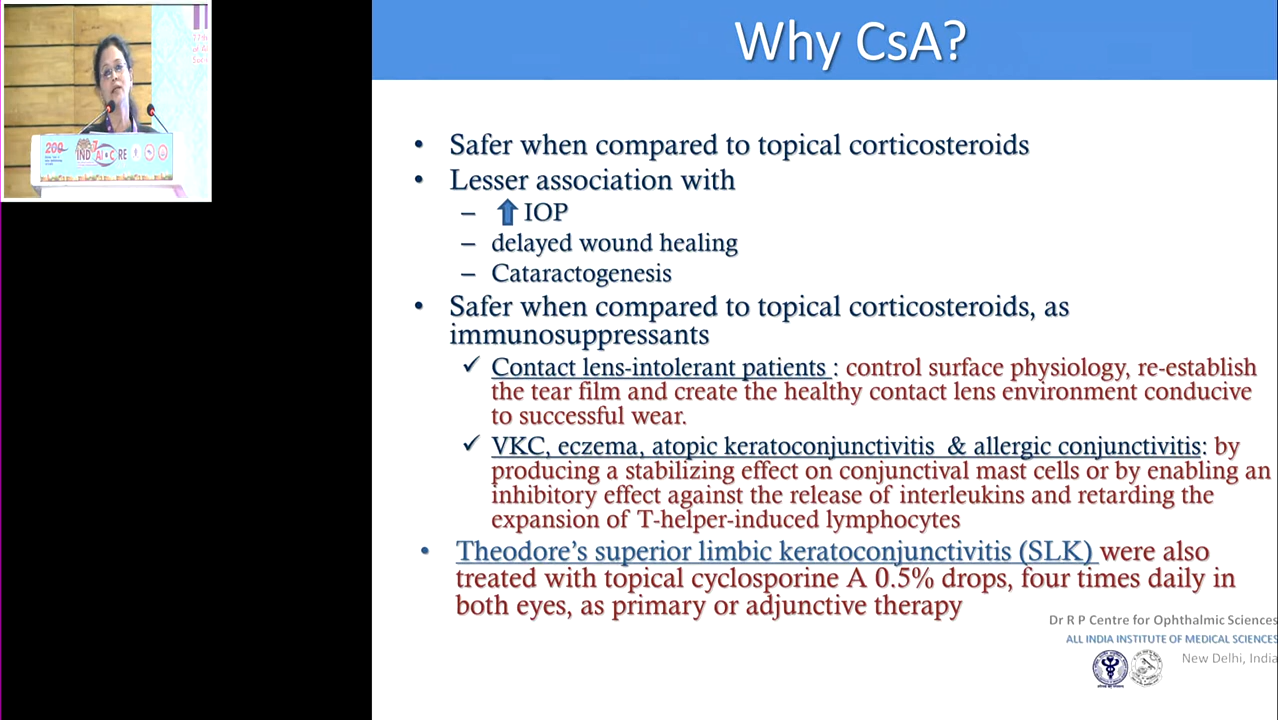 Why CsA?
• Safer when compared to topical corticosteroids
• Lesser association with
– IOP
– delayed wound healing
– Cataractogenesis
• Safer when compared to topical corticosteroids, as
immunosuppressants
✓ Contact lens-intolerant patients : control surface physiology, re-establish
the tear film and create the healthy contact lens environment conducive
to successful wear.
✓ VKC, eczema, atopic keratoconjunctivitis & allergic conjunctivitis: by
producing a stabilizing effect on conjunctival mast cells or by enabling an
inhibitory effect against the release of interleukins and retarding the
expansion of T-helper-induced lymphocytes
• Theodore's superior limbic keratoconjunctivitis (SLK) were also
treated with topical cyclosporine A 0.5% drops, four times daily in
both eyes, as primary or adjunctive therapy
Dr R P Centre for Ophthalmic Sciences
ALL INDIA INSTITUTE OF MEDICAL SCIENCES
New Delhi, India